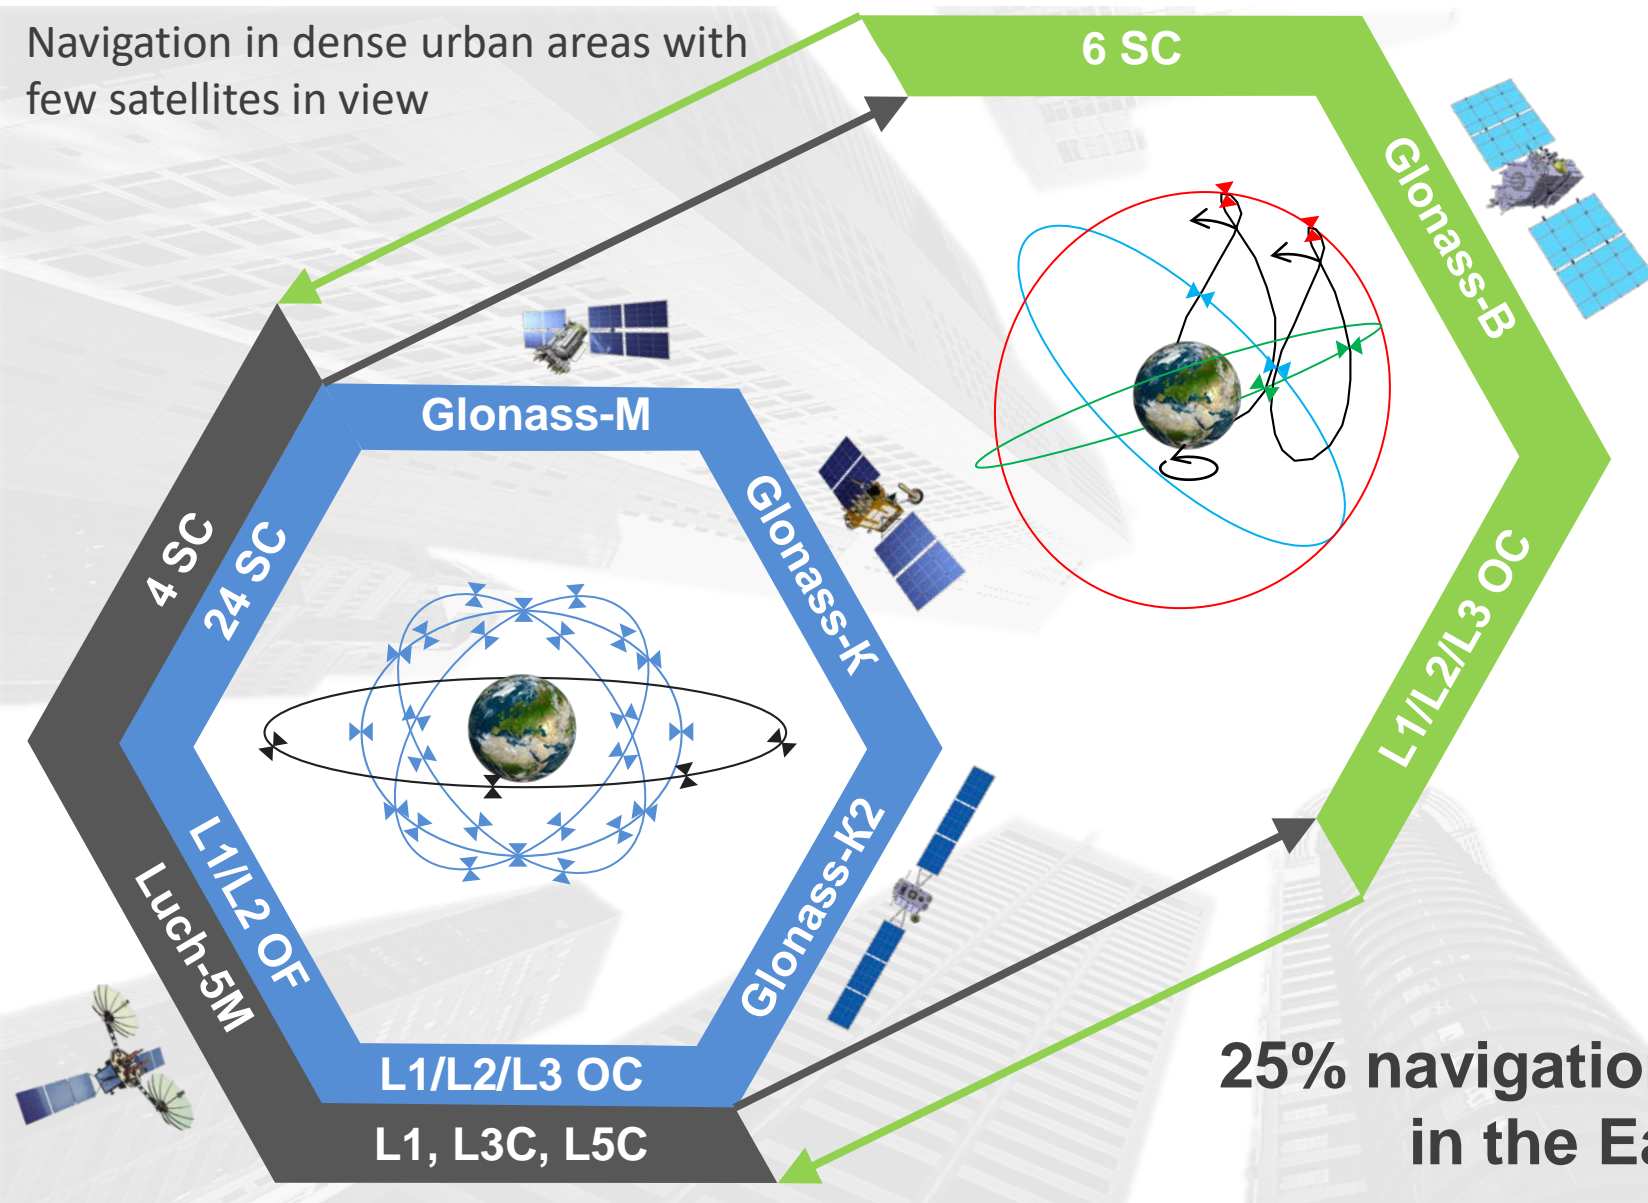 Navigation in dense urban areas with
few satellites in view
6 SC
Glonass-B
L1/L2/L3 OC
4 SC
24 SC
Glonass-M
Glonass-K
Glonass-K2
L1/L2 OF
Luch-5M
L1/L2/L3 OC
L1, L3C, L5C
25%
in the